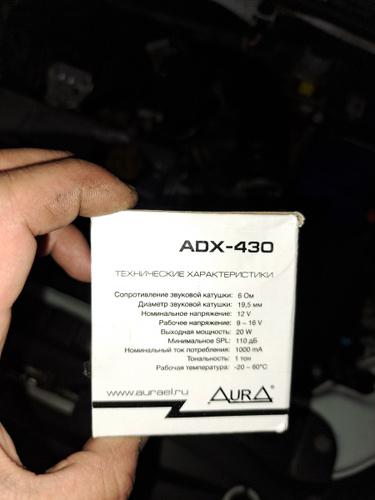 ADX-430
ТЕХНИЧЕСКИЕ ХАРАКТЕРИСТИКИ
Сопротивление звуковой катушки: 6 Ом
Диаметр звуковой катушки: 19,5 мм
Номинальное напряжение: 12 V
Рабочее напряжение: 9 – 16 V
Выходная мощность: 20 W
Минимальное SPL: 110 дБ
Номинальный ток потребления: 1000 mA
Тональность: 1 тон
Рабочая температура: -20 – 60°C
www.aurael.ru
AURA